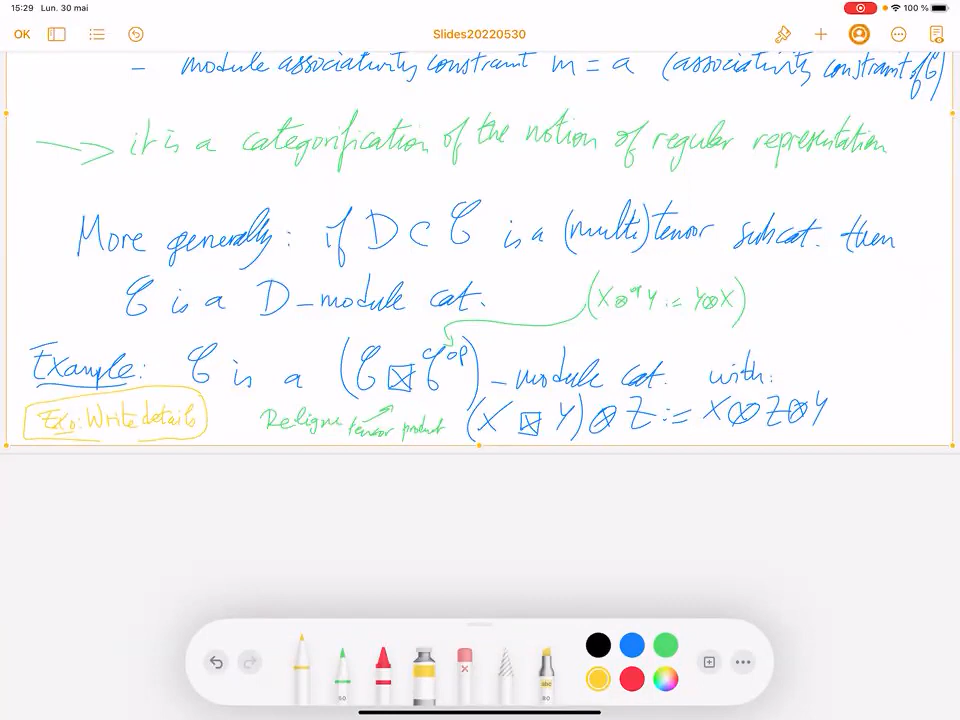 15:29 Lun. 30 mai
100 %
OK
Slides20220530
– module associativity constraint m = a (associativity constraint of C)
→ it is a categorification of the notion of regular representation
More generally: if D ⊂ C is a (multi)tensor subcat. then
C is a D-module cat. (X ⊗^op Y := Y ⊗ X)
Example: C is a (C ⊠ C^op)-module cat. with:
Exo: Write details
Deligne tensor product
(X ⊠ Y) ⊗ Z := X ⊗ Z ⊗ Y